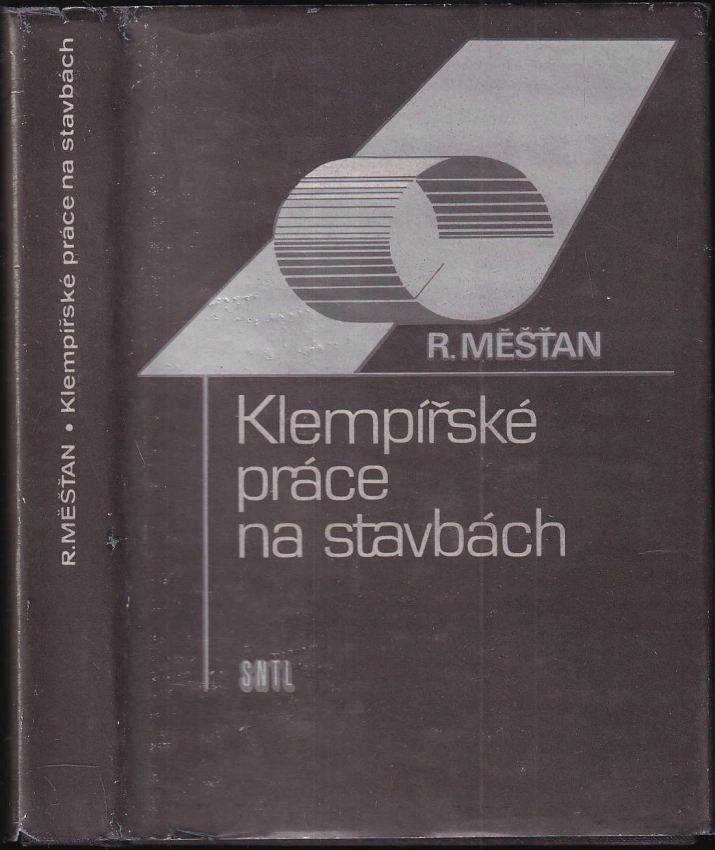 R. MĚŠŤAN • Klempířské práce na stavbách
R. MĚŠŤAN
Klempířské
práce
na stavbách
SNTL